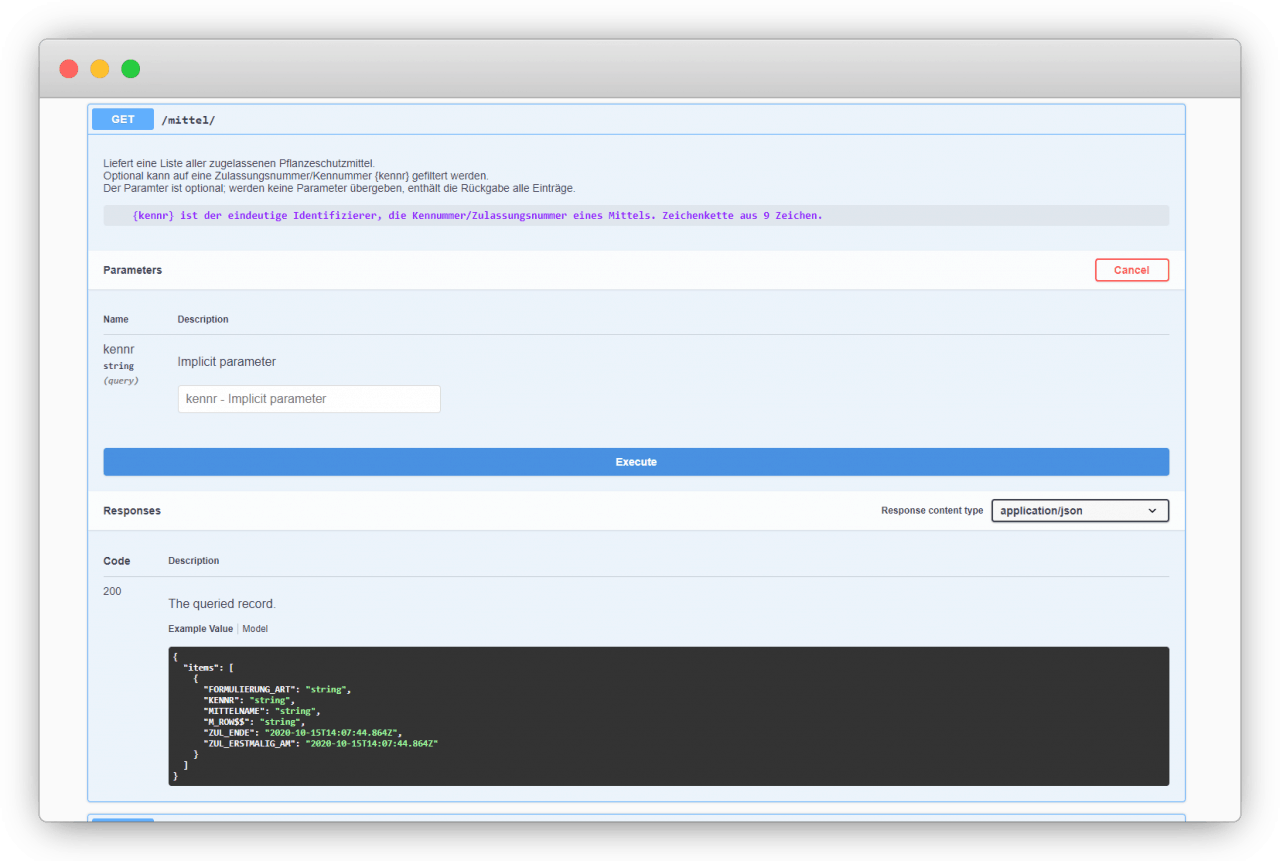 GET /mittel/
Liefert eine Liste aller zugelassenen Pflanzeschutzmittel.
Optional kann auf eine Zulassungsnummer/Kennummer {kennr} gefiltert werden.
Der Paramter ist optional; werden keine Parameter übergeben, enthält die Rückgabe alle Einträge.
{kennr} ist der eindeutige Identifizierer, die Kennummer/Zulassungsnummer eines Mittels. Zeichenkette aus 9 Zeichen.
Parameters Cancel
Name Description
kennr
string
(query)
Implicit parameter
kennr - Implicit parameter
Execute
Responses Response content type application/json
Code Description
200
The queried record.
Example Value | Model
{
  "items": [
    {
      "FORMULIERUNG_ART": "string",
      "KENNR": "string",
      "MITTELNAME": "string",
      "M_ROW$$": "string",
      "ZUL_ENDE": "2020-10-15T14:07:44.864Z",
      "ZUL_ERSTMALIG_AM": "2020-10-15T14:07:44.864Z"
    }
  ]
}